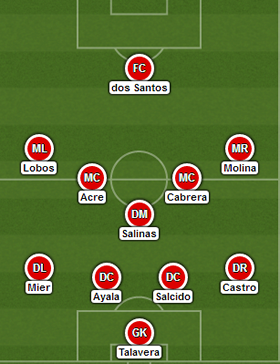 FC
dos Santos
ML
MR
Lobos
Molina
MC
MC
Acre
Cabrera
DM
Salinas
DL
DR
DC
DC
Mier
Castro
Ayala
Salcido
GK
Talavera